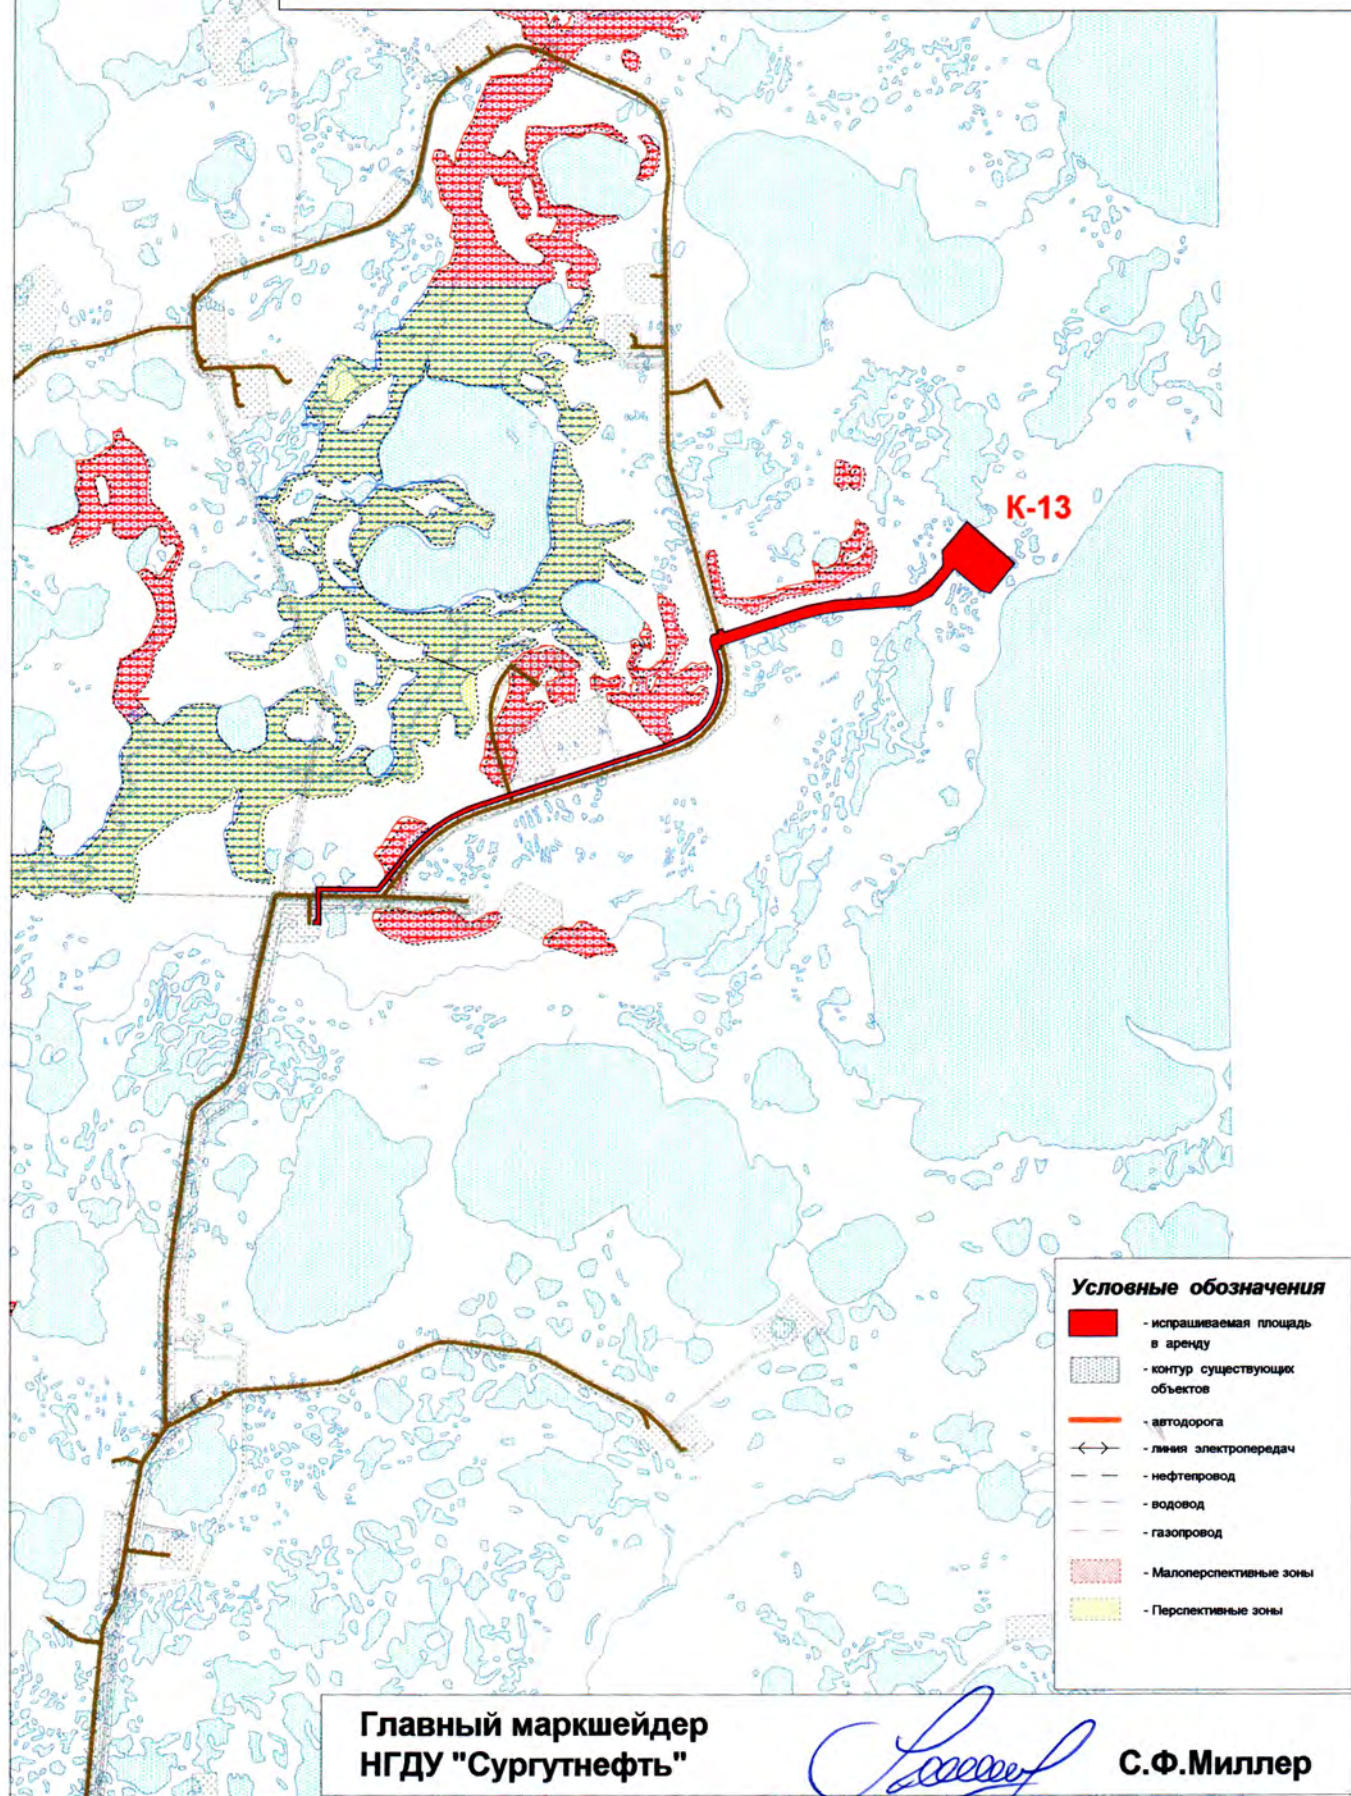 К-13
Условные обозначения
- испрашиваемая площадь
в аренду
- контур существующих
объектов
- автодорога
- линия электропередач
- нефтепровод
- водовод
- газопровод
- Малоперспективные зоны
- Перспективные зоны
Главный маркшейдер
НГДУ "Сургутнефть"
С.Ф.Миллер